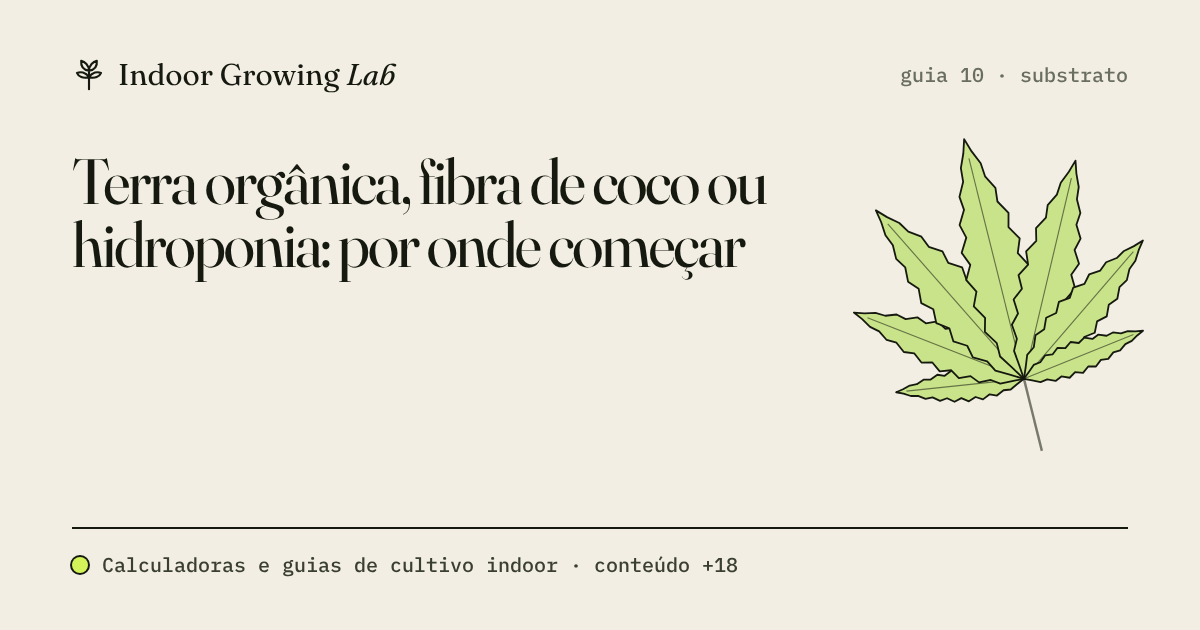 Indoor Growing Lab
guia 10 · substrato
Terra orgânica, fibra de coco ou
hidroponia: por onde começar
Calculadoras e guias de cultivo indoor · conteúdo +18